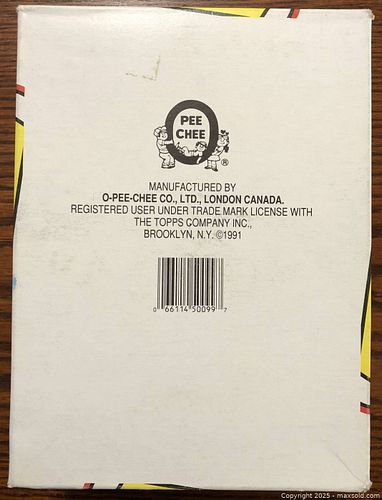 PEE
CHEE
®
MANUFACTURED BY
O-PEE-CHEE CO., LTD., LONDON CANADA.
REGISTERED USER UNDER TRADE MARK LICENSE WITH
THE TOPPS COMPANY INC.,
BROOKLYN, N.Y. ©1991
0 66114 50099 7
Copyright © 2025 - maxsold.com